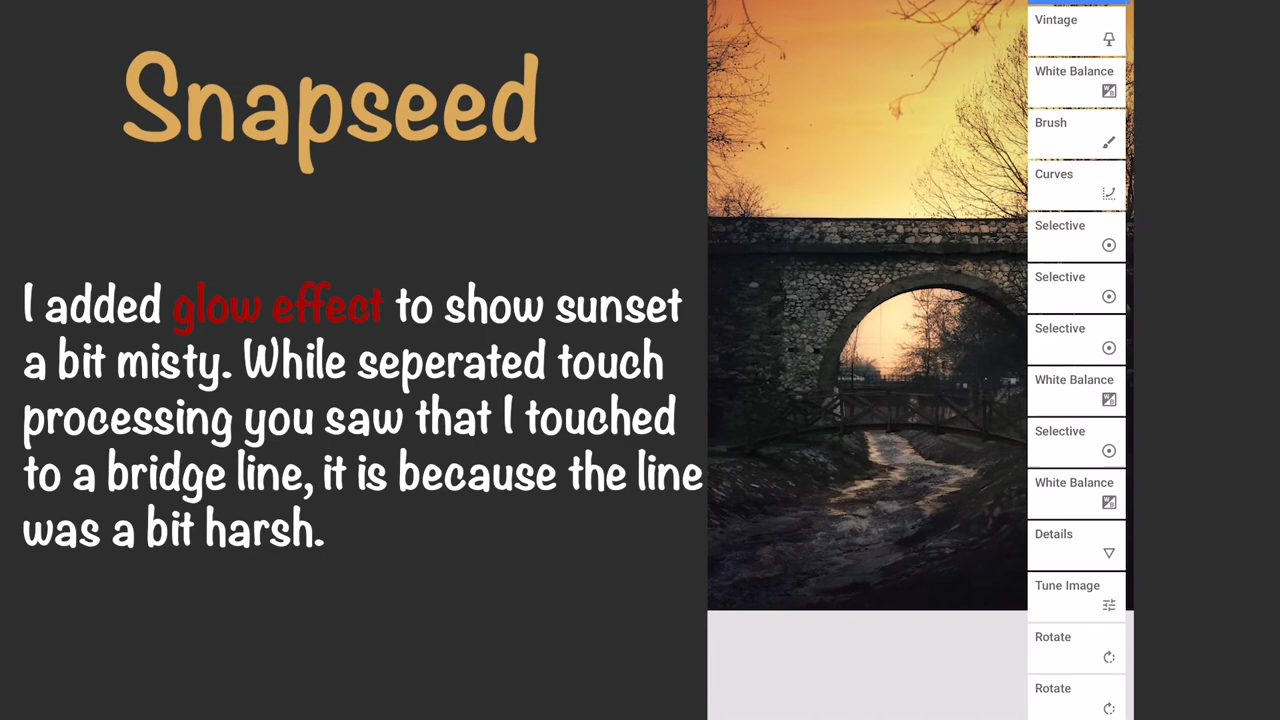 Snapseed
I added glow effect to show sunset
a bit misty. While seperated touch
processing you saw that I touched
to a bridge line, it is because the line
was a bit harsh.
Vintage
White Balance
Brush
Curves
Selective
Selective
Selective
White Balance
Selective
White Balance
Details
Tune Image
Rotate
Rotate